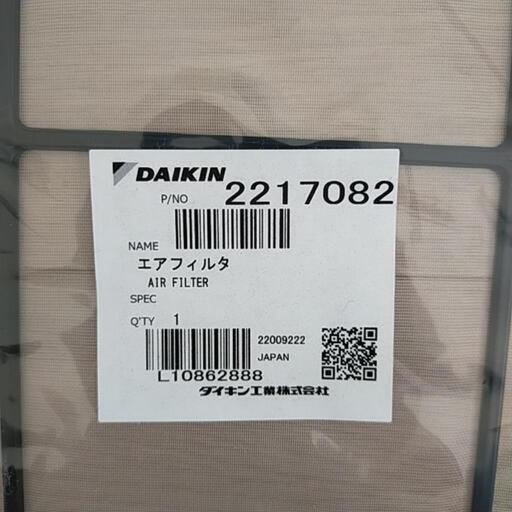 DAIKIN
P/NO 2217082
NAME
エアフィルタ
AIR FILTER
SPEC
Q'TY 1
22009222
JAPAN
L10862888
ダイキン工業株式会社